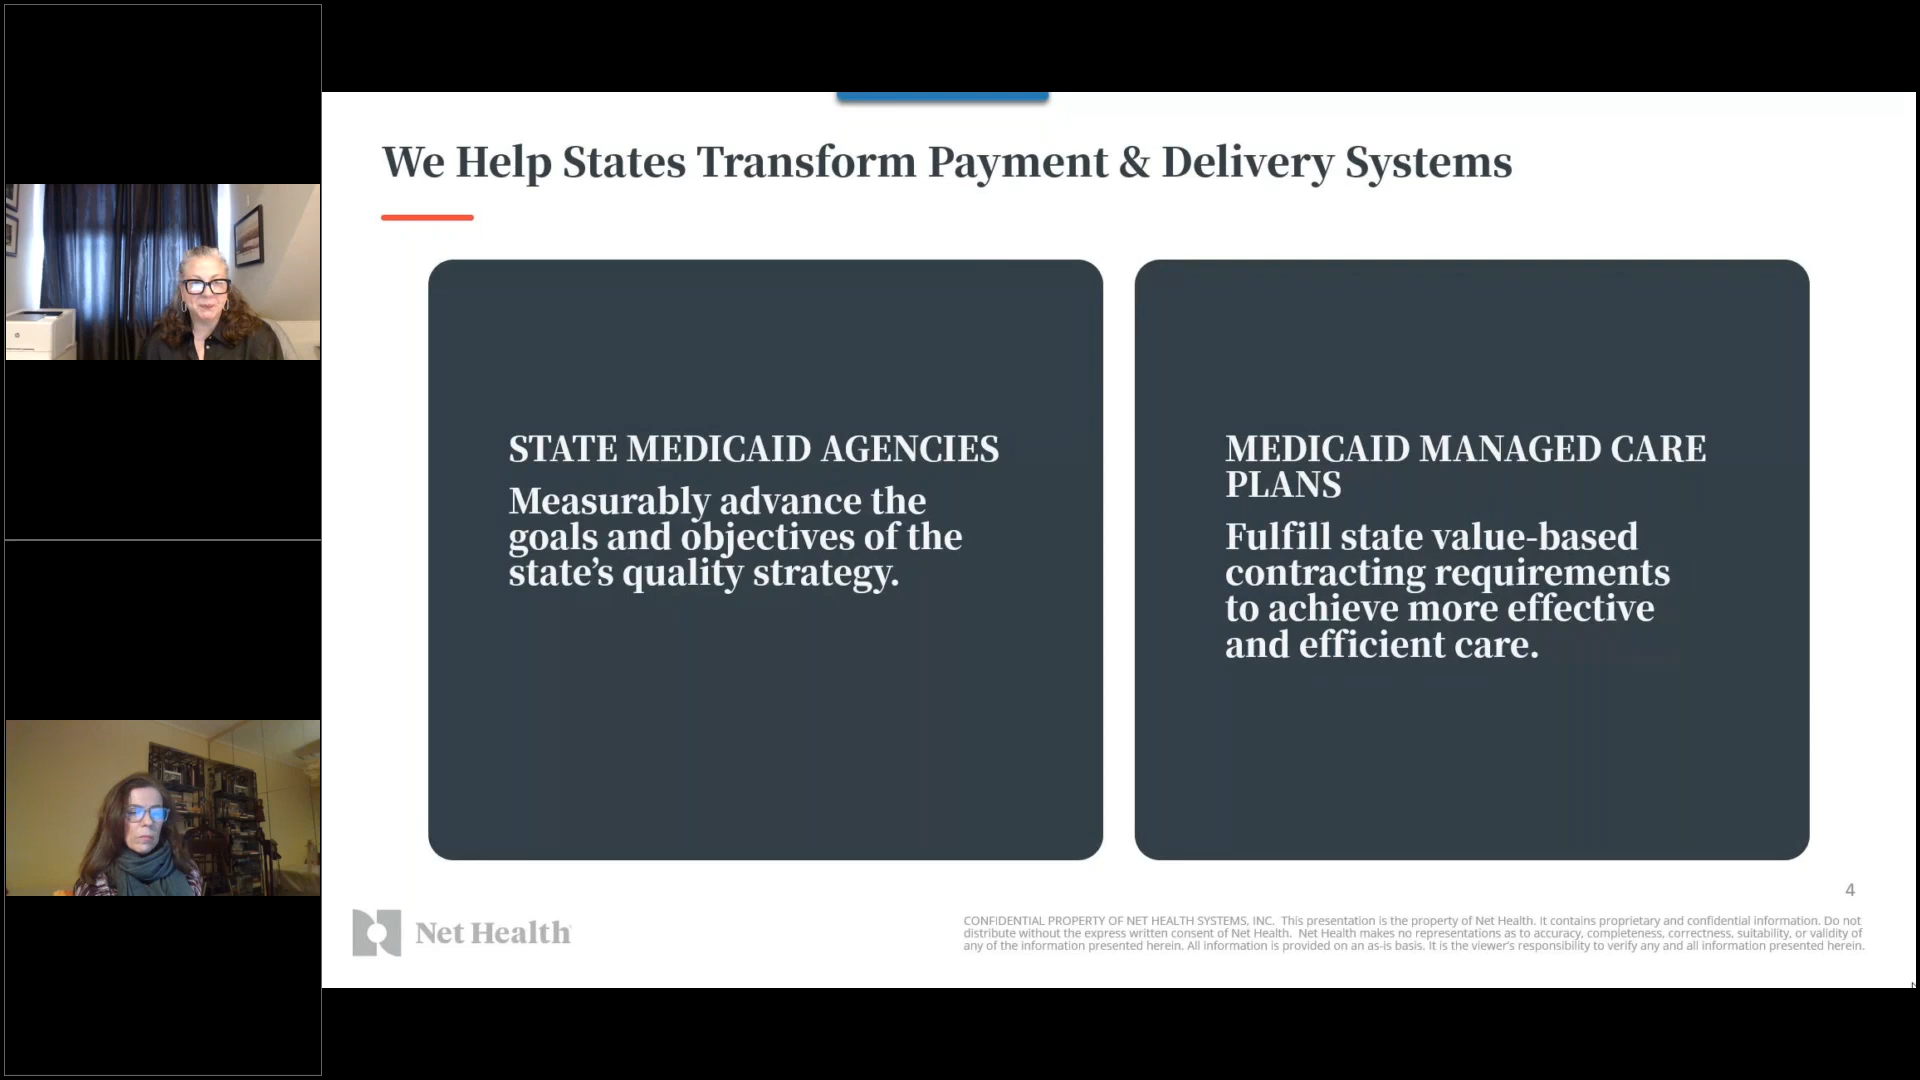 We Help States Transform Payment & Delivery Systems
STATE MEDICAID AGENCIES
Measurably advance the
goals and objectives of the
state’s quality strategy.
MEDICAID MANAGED CARE
PLANS
Fulfill state value-based
contracting requirements
to achieve more effective
and efficient care.
4
Net Health
CONFIDENTIAL PROPERTY OF NET HEALTH SYSTEMS, INC. This presentation is the property of Net Health. It contains proprietary and confidential information. Do not
distribute without the express written consent of Net Health. Net Health makes no representations as to accuracy, completeness, correctness, suitability, or validity of
any of the information presented herein. All information is provided on an as-is basis. It is the viewer’s responsibility to verify any and all information presented herein.